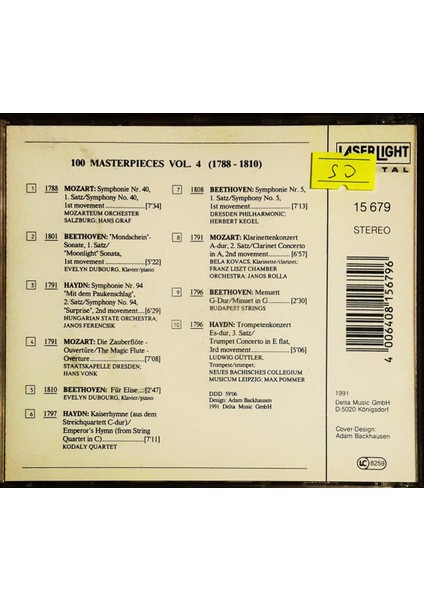 100 MASTERPIECES VOL. 4 (1788-1810)
1 1788 MOZART: Symphonie Nr. 40,
1. Satz/Symphony No. 40,
1st movement [7'34]
MOZARTEUM ORCHESTER
SALZBURG; HANS GRAF
2 1801 BEETHOVEN: "Mondschein"-
Sonate, 1. Satz/
"Moonlight" Sonata,
1st movement [5'22]
EVELYN DUBOURG, Klavier/piano
3 1791 HAYDN: Symphonie Nr. 94
"Mit dem Paukenschlag",
2. Satz/Symphony No. 94,
"Surprise", 2nd movement [6'29]
HUNGARIAN STATE ORCHESTRA;
JANOS FERENCSIK
4 1791 MOZART: Die Zauberflöte -
Ouvertüre/The Magic Flute -
Overture [7'08]
STAATSKAPELLE DRESDEN;
HANS VONK
5 1810 BEETHOVEN: Für Elise [2'47]
EVELYN DUBOURG, Klavier/piano
6 1797 HAYDN: Kaiserhymne (aus dem
Streichquartett C-dur)/
Emperor's Hymn (from String
Quartet in C) [7'11]
KODALY QUARTET
7 1808 BEETHOVEN: Symphonie Nr. 5,
1. Satz/Symphony No. 5,
1st movement [7'13]
DRESDEN PHILHARMONIC;
HERBERT KEGEL
8 1791 MOZART: Klarinettenkonzert
A-dur, 2. Satz/Clarinet Concerto
in A, 2nd movement [6'57]
BELA KOVACS, Klarinette/clarinet;
FRANZ LISZT CHAMBER
ORCHESTRA; JANOS ROLLA
9 1796 BEETHOVEN: Menuett
G-Dur/Minuet in G [2'30]
BUDAPEST STRINGS
10 1796 HAYDN: Trompetenkonzert
Es-dur, 3. Satz/
Trumpet Concerto in E flat,
3rd movement [5'06]
LUDWIG GÜTTLER,
Trompete/trumpet;
NEUES BACHISCHES COLLEGIUM
MUSICUM LEIPZIG; MAX POMMER
DDD 59'06
Design: Adam Backhausen
1991 Delta Music GmbH
LASERLIGHT
TAL
50
15 679
STEREO
4 006408 156796
1991
Delta Music GmbH
D-5020 Königsdorf
Cover-Design:
Adam Backhausen
LC 8259